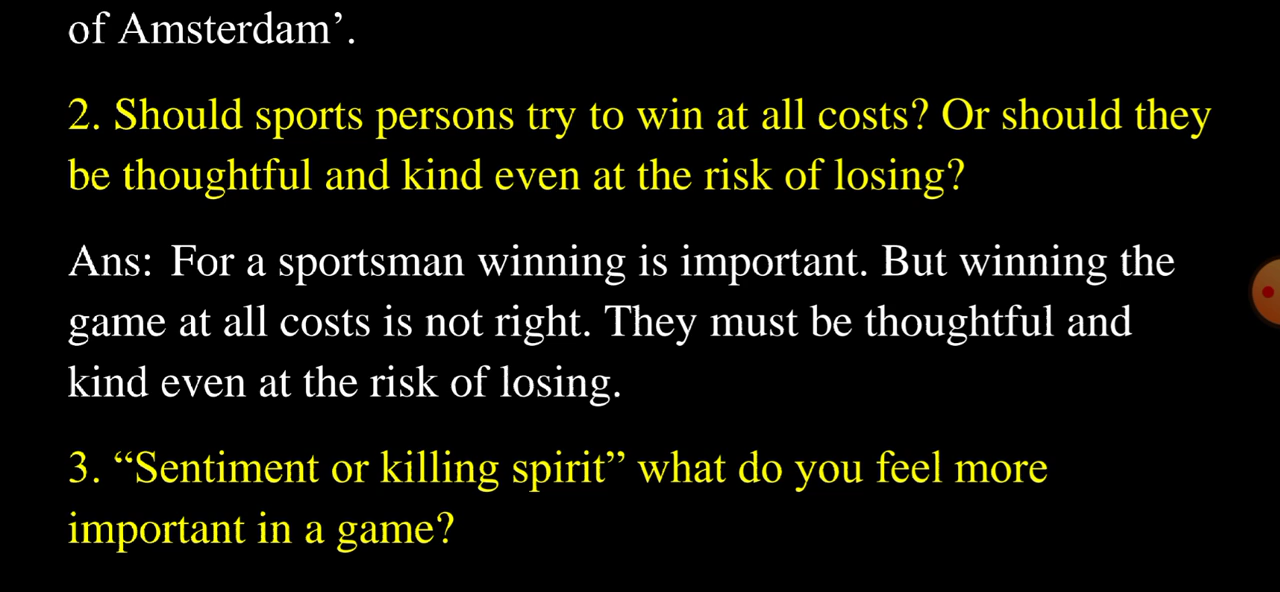 of Amsterdam’.
2. Should sports persons try to win at all costs? Or should they
be thoughtful and kind even at the risk of losing?
Ans: For a sportsman winning is important. But winning the
game at all costs is not right. They must be thoughtful and
kind even at the risk of losing.
3. “Sentiment or killing spirit” what do you feel more
important in a game?